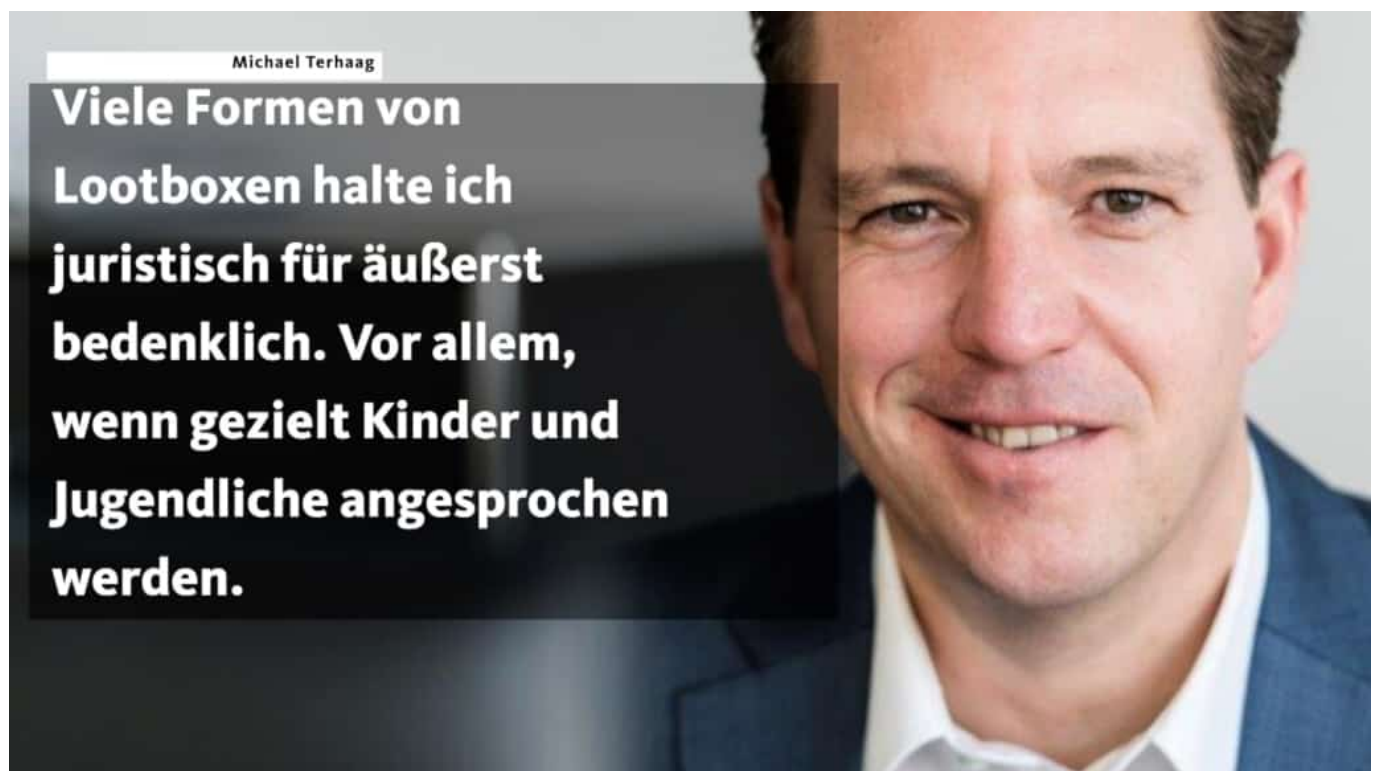 Michael Terhaag
Viele Formen von
Lootboxen halte ich
juristisch für äußerst
bedenklich. Vor allem,
wenn gezielt Kinder und
Jugendliche angesprochen
werden.